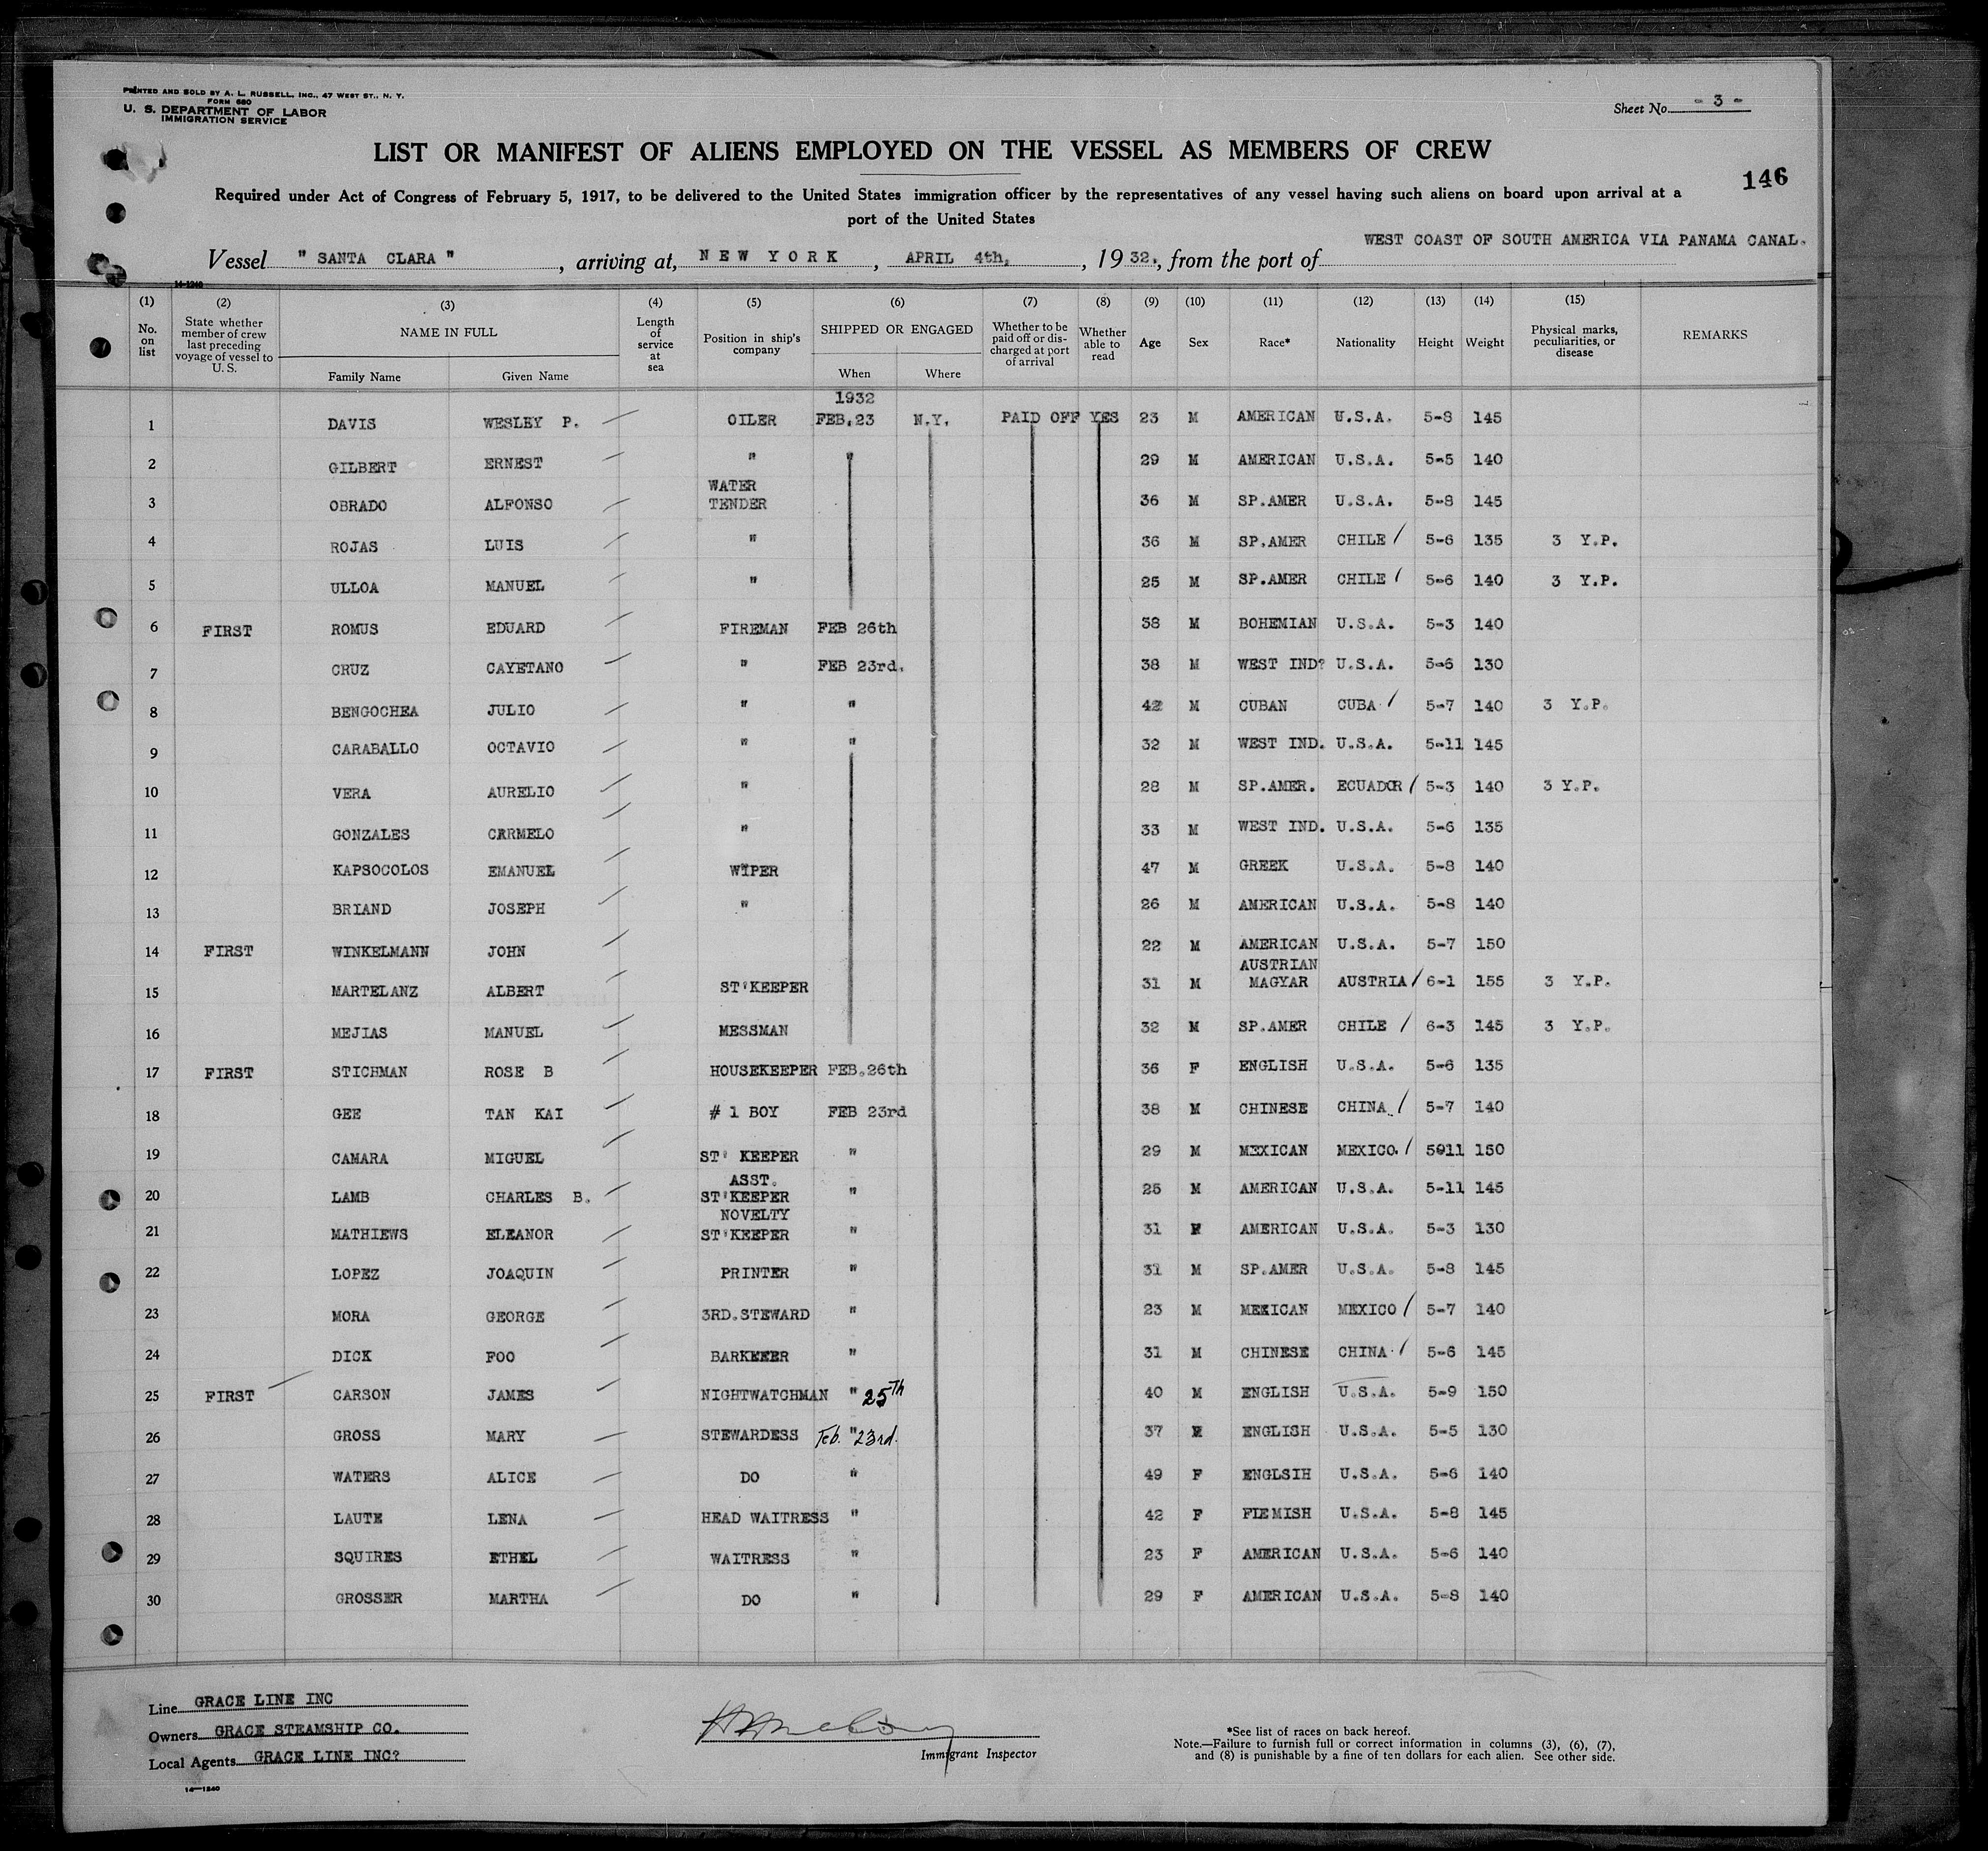 PRINTED AND SOLD BY A. L. RUSSELL, INC., 47 WEST ST., N. Y.
FORM 680
U. S. DEPARTMENT OF LABOR
IMMIGRATION SERVICE
Sheet No. - 3 -
LIST OR MANIFEST OF ALIENS EMPLOYED ON THE VESSEL AS MEMBERS OF CREW
146
Required under Act of Congress of February 5, 1917, to be delivered to the United States immigration officer by the representatives of any vessel having such aliens on board upon arrival at a
port of the United States
Vessel " SANTA CLARA ", arriving at, NEW YORK, APRIL 4th, 1932., from the port of WEST COAST OF SOUTH AMERICA VIA PANAMA CANAL.
14-1240
(1) (2) (3) (4) (5) (6) (7) (8) (9) (10) (11) (12) (13) (14) (15)
No. on list State whether member of crew last preceding voyage of vessel to U. S. NAME IN FULL Family Name Given Name Length of service at sea Position in ship's company SHIPPED OR ENGAGED When Where Whether to be paid off or discharged at port of arrival Whether able to read Age Sex Race* Nationality Height Weight Physical marks, peculiarities, or disease REMARKS
1932
1 DAVIS WESLEY P. OILER FEB.23 N.Y. PAID OFF YES 23 M AMERICAN U.S.A. 5-8 145
2 GILBERT ERNEST " " 29 M AMERICAN U.S.A. 5-5 140
3 OBRADO ALFONSO WATER TENDER 36 M SP.AMER U.S.A. 5-8 145
4 ROJAS LUIS " 36 M SP.AMER CHILE 5-6 135 3 Y.P.
5 ULLOA MANUEL " 25 M SP.AMER CHILE 5-6 140 3 Y.P.
6 FIRST ROMUS EDUARD FIREMAN FEB 26th 38 M BOHEMIAN U.S.A. 5-3 140
7 CRUZ CAYETANO " FEB 23rd. 38 M WEST IND? U.S.A. 5-6 130
8 BENGOCHEA JULIO " " 42 M CUBAN CUBA 5-7 140 3 Y.P.
9 CARABALLO OCTAVIO " " 32 M WEST IND. U.S.A. 5-11 145
10 VERA AURELIO " 28 M SP.AMER. ECUADOR 5-3 140 3 Y.P.
11 GONZALES CARMELO " 33 M WEST IND. U.S.A. 5-6 135
12 KAPSOCOLOS EMANUEL WIPER 47 M GREEK U.S.A. 5-8 140
13 BRIAND JOSEPH " 26 M AMERICAN U.S.A. 5-8 140
14 FIRST WINKELMANN JOHN 22 M AMERICAN U.S.A. 5-7 150
15 MARTELANZ ALBERT ST'KEEPER 31 M AUSTRIAN MAGYAR AUSTRIA 6-1 155 3 Y.P.
16 MEJIAS MANUEL MESSMAN 32 M SP.AMER CHILE 6-3 145 3 Y.P.
17 FIRST STICHMAN ROSE B HOUSEKEEPER FEB.26th 36 F ENGLISH U.S.A. 5-6 135
18 GEE TAN KAI # 1 BOY FEB 23rd 38 M CHINESE CHINA. 5-7 140
19 CAMARA MIGUEL ST' KEEPER " 29 M MEXICAN MEXICO. 5911 150
20 LAMB CHARLES B. ASST. ST'KEEPER " 25 M AMERICAN U.S.A. 5-11 145
21 MATHIEWS ELEANOR NOVELTY ST'KEEPER " 31 F AMERICAN U.S.A. 5-3 130
22 LOPEZ JOAQUIN PRINTER " 31 M SP.AMER U.S.A. 5-8 145
23 MORA GEORGE 3RD.STEWARD " 23 M MEXICAN MEXICO 5-7 140
24 DICK FOO BARKEEER " 31 M CHINESE CHINA 5-6 145
25 FIRST CARSON JAMES NIGHTWATCHMAN " 25th 40 M ENGLISH U.S.A. 5-9 150
26 GROSS MARY STEWARDESS Feb. " 23rd. 37 F ENGLISH U.S.A. 5-5 130
27 WATERS ALICE DO " 49 F ENGLSIH U.S.A. 5-6 140
28 LAUTE LENA HEAD WAITRESS " 42 F FIEMISH U.S.A. 5-8 145
29 SQUIRES ETHEL WAITRESS " 23 F AMERICAN U.S.A. 5-6 140
30 GROSSER MARTHA DO " 29 F AMERICAN U.S.A. 5-8 140
Line GRACE LINE INC
Owners GRACE STEAMSHIP CO.
Local Agents GRACE LINE INC?
14-1240
Immigrant Inspector
*See list of races on back hereof.
Note.—Failure to furnish full or correct information in columns (3), (6), (7),
and (8) is punishable by a fine of ten dollars for each alien. See other side.